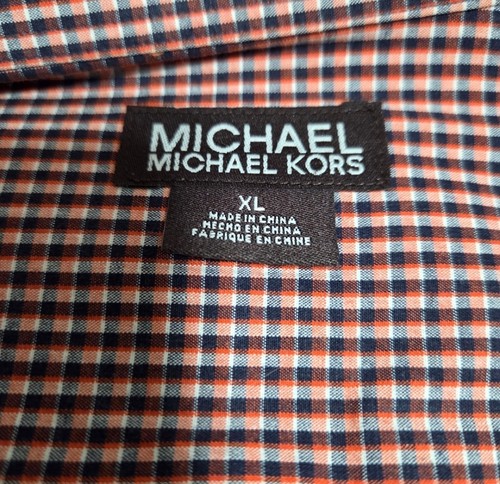 MICHAEL
MICHAEL KORS
XL
MADE IN CHINA
HECHO EN CHINA
FABRIQUE EN CHINE